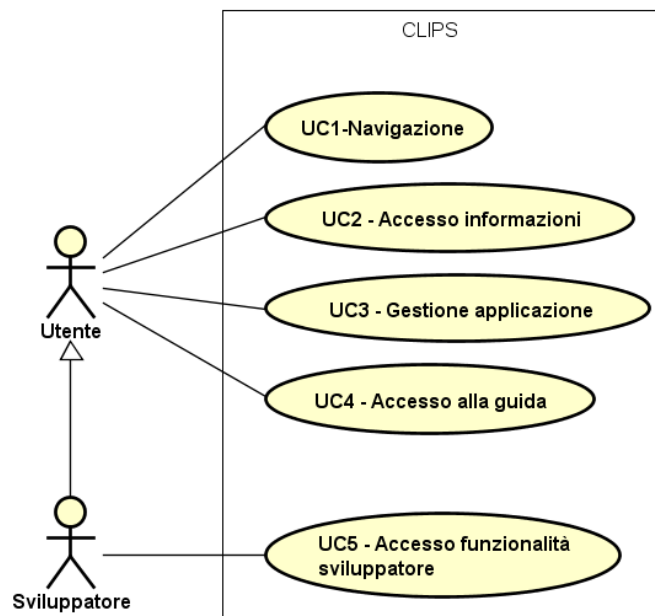 CLIPS
UC1-Navigazione
UC2 - Accesso informazioni
UC3 - Gestione applicazione
Utente
UC4 - Accesso alla guida
UC5 - Accesso funzionalità
sviluppatore
Sviluppatore